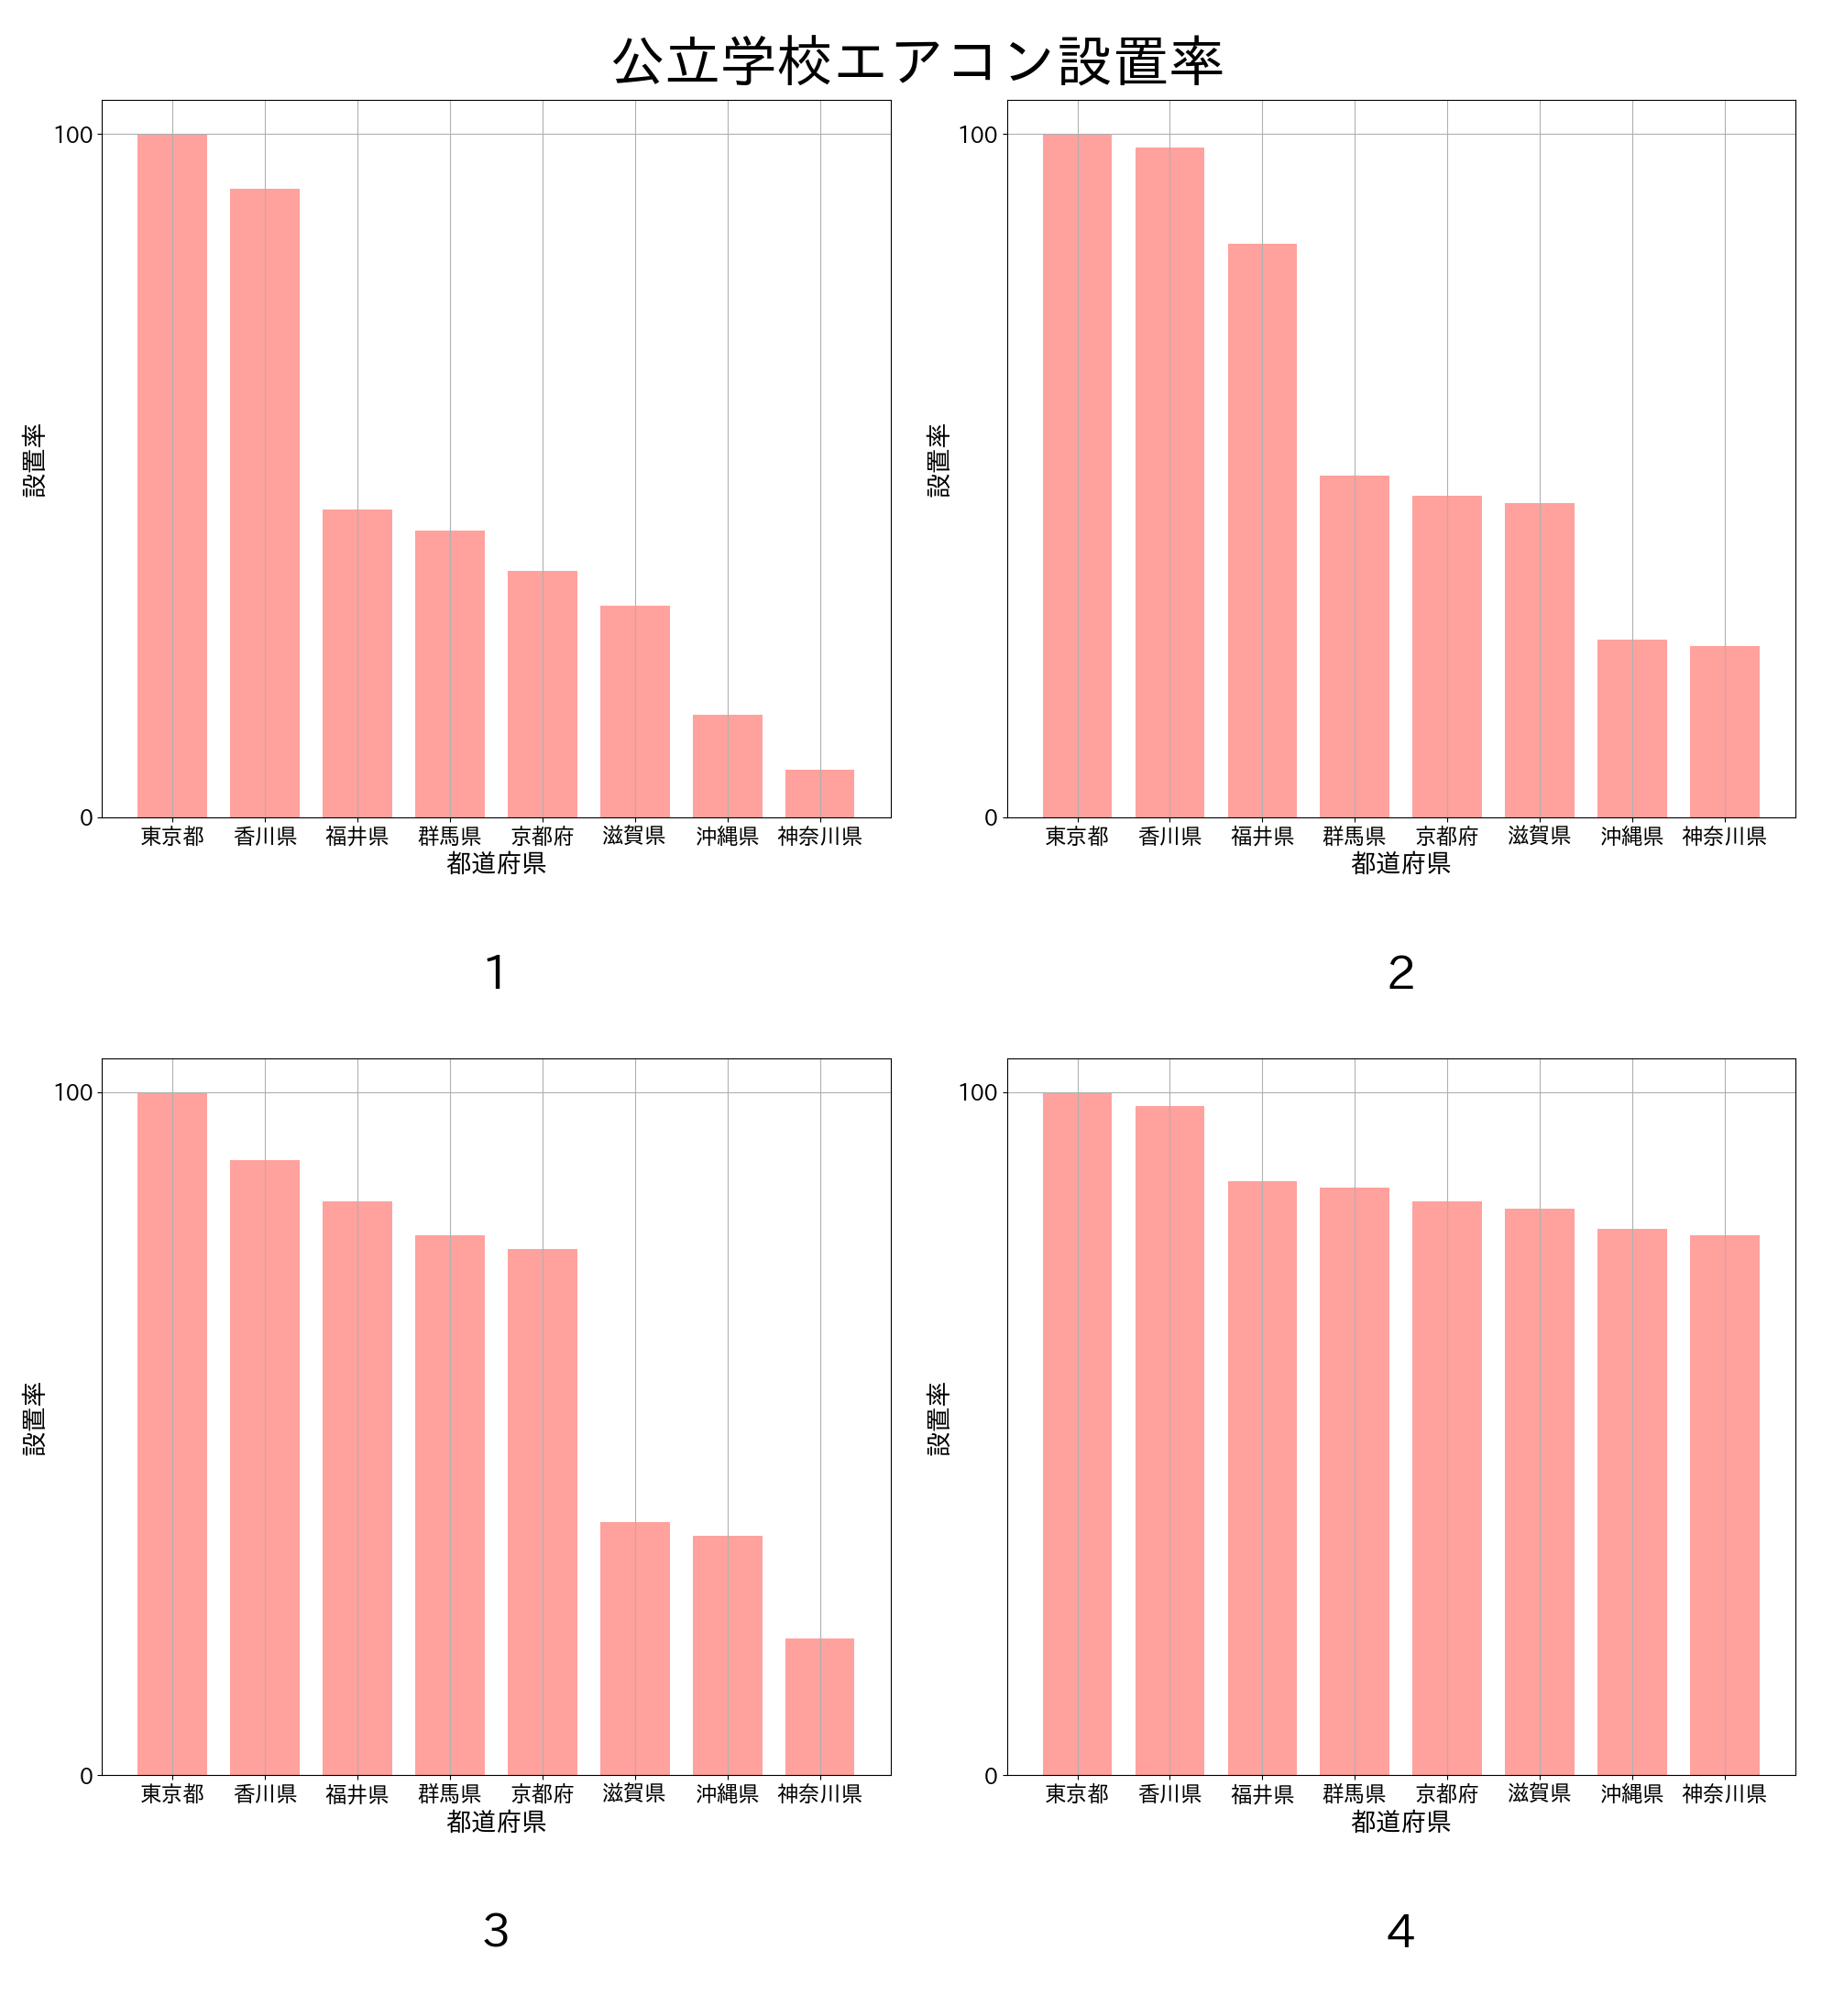 公立学校エアコン設置率
100
設置率
0
東京都 香川県 福井県 群馬県 京都府 滋賀県 沖縄県 神奈川県
都道府県
1
100
設置率
0
東京都 香川県 福井県 群馬県 京都府 滋賀県 沖縄県 神奈川県
都道府県
2
100
設置率
0
東京都 香川県 福井県 群馬県 京都府 滋賀県 沖縄県 神奈川県
都道府県
3
100
設置率
0
東京都 香川県 福井県 群馬県 京都府 滋賀県 沖縄県 神奈川県
都道府県
4